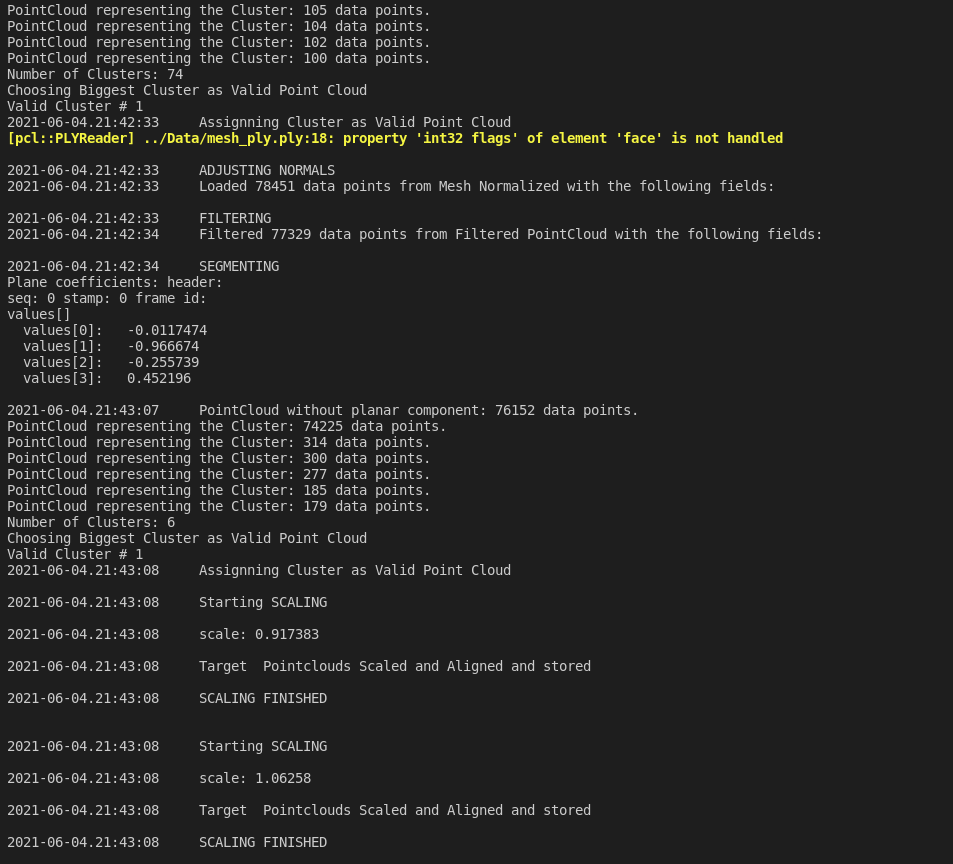 PointCloud representing the Cluster: 105 data points.
PointCloud representing the Cluster: 104 data points.
PointCloud representing the Cluster: 102 data points.
PointCloud representing the Cluster: 100 data points.
Number of Clusters: 74
Choosing Biggest Cluster as Valid Point Cloud
Valid Cluster # 1
2021-06-04.21:42:33     Assignning Cluster as Valid Point Cloud
[pcl::PLYReader] ../Data/mesh_ply.ply:18: property 'int32 flags' of element 'face' is not handled
2021-06-04.21:42:33     ADJUSTING NORMALS
2021-06-04.21:42:33     Loaded 78451 data points from Mesh Normalized with the following fields:
2021-06-04.21:42:33     FILTERING
2021-06-04.21:42:34     Filtered 77329 data points from Filtered PointCloud with the following fields:
2021-06-04.21:42:34     SEGMENTING
Plane coefficients: header:
seq: 0 stamp: 0 frame id:
values[]
  values[0]:   -0.0117474
  values[1]:   -0.966674
  values[2]:   -0.255739
  values[3]:   0.452196
2021-06-04.21:43:07     PointCloud without planar component: 76152 data points.
PointCloud representing the Cluster: 74225 data points.
PointCloud representing the Cluster: 314 data points.
PointCloud representing the Cluster: 300 data points.
PointCloud representing the Cluster: 277 data points.
PointCloud representing the Cluster: 185 data points.
PointCloud representing the Cluster: 179 data points.
Number of Clusters: 6
Choosing Biggest Cluster as Valid Point Cloud
Valid Cluster # 1
2021-06-04.21:43:08     Assignning Cluster as Valid Point Cloud
2021-06-04.21:43:08     Starting SCALING
2021-06-04.21:43:08     scale: 0.917383
2021-06-04.21:43:08     Target  Pointclouds Scaled and Aligned and stored
2021-06-04.21:43:08     SCALING FINISHED
2021-06-04.21:43:08     Starting SCALING
2021-06-04.21:43:08     scale: 1.06258
2021-06-04.21:43:08     Target  Pointclouds Scaled and Aligned and stored
2021-06-04.21:43:08     SCALING FINISHED